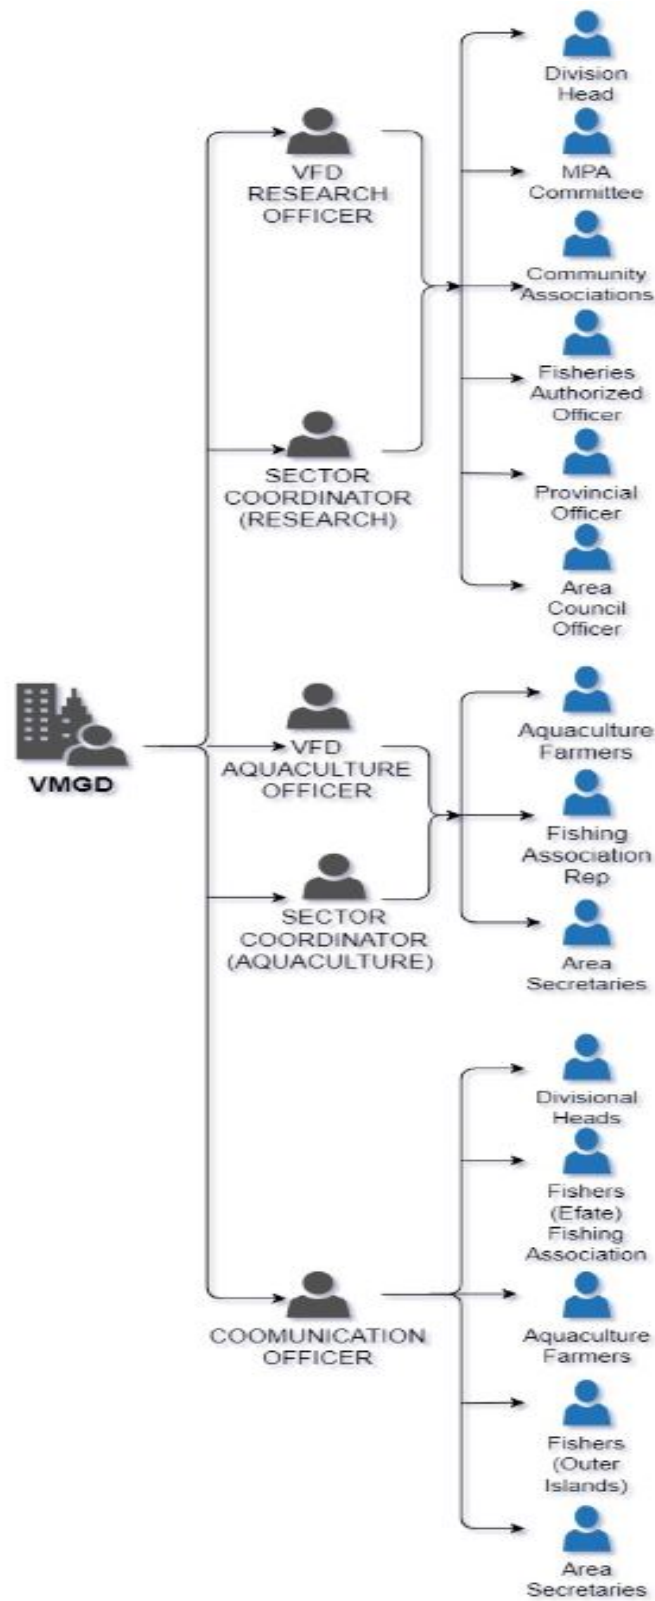 Division
Head
VFD
RESEARCH
OFFICER
MPA
Committee
Community
Associations
Fisheries
Authorized
Officer
SECTOR
COORDINATOR
(RESEARCH)
Provincial
Officer
Area
Council
Officer
VMGD
VFD
AQUACULTURE
OFFICER
Aquaculture
Farmers
Fishing
Association
Rep
SECTOR
COORDINATOR
(AQUACULTURE)
Area
Secretaries
Divisional
Heads
Fishers
(Efate)
Fishing
Association
COOMUNICATION
OFFICER
Aquaculture
Farmers
Fishers
(Outer
Islands)
Area
Secretaries